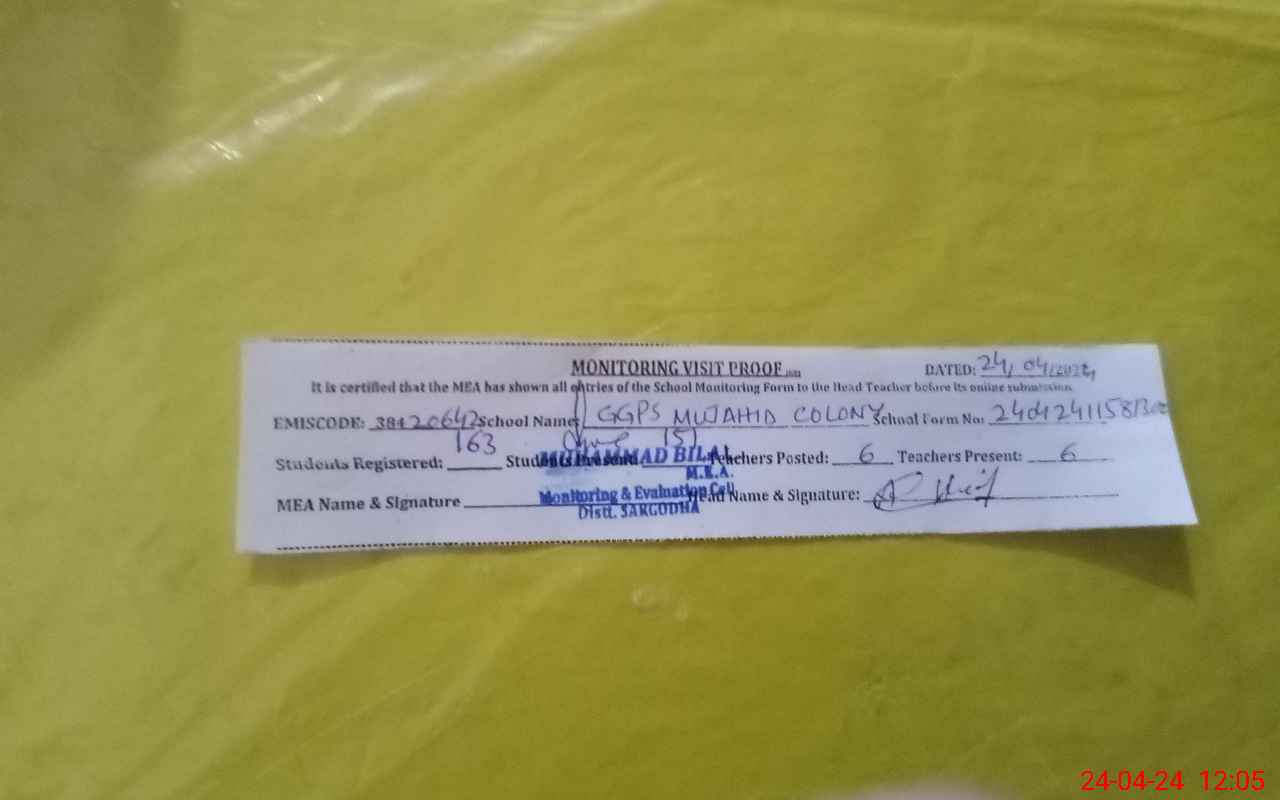 MONITORING VISIT PROOF DATED: 24/04/2024
It is certified that the MEA has shown all entries of the School Monitoring Form to the Head Teacher before its online submission.
EMISCODE: 38420642 School Name: GGPS MUJAHID COLONY School Form No: 
Students Registered: 163 Students Present: 151 Teachers Posted: 6 Teachers Present: 6
MUHAMMAD BILAL
M.E.A.
MEA Name & Signature Head Name & Signature:
Monitoring & Evaluation Cell
Distt. SARGODHA
24-04-24 12:05